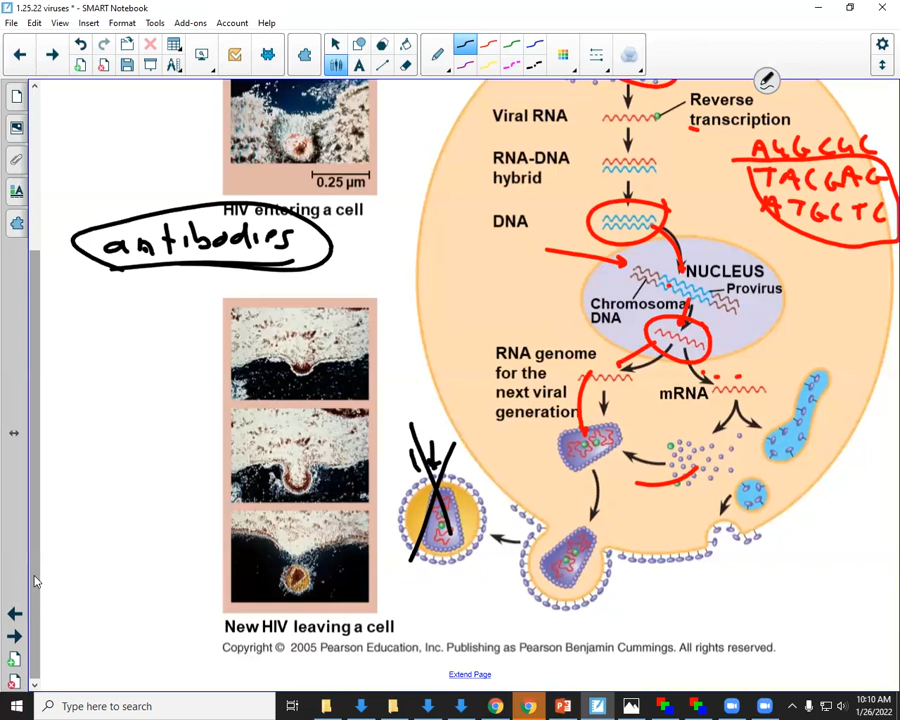 1.25.22 viruses * - SMART Notebook
File Edit View Insert Format Tools Add-ons Account Help
Viral RNA
Reverse
transcription
RNA-DNA
hybrid
DNA
0.25 µm
HIV entering a cell
antibodies
TACGAG
ATGCTC
NUCLEUS
Provirus
Chromosomal
DNA
RNA genome
for the
next viral
generation
mRNA
New HIV leaving a cell
Copyright © 2005 Pearson Education, Inc. Publishing as Pearson Benjamin Cummings. All rights reserved.
Extend Page
Type here to search
10:10 AM
1/26/2022